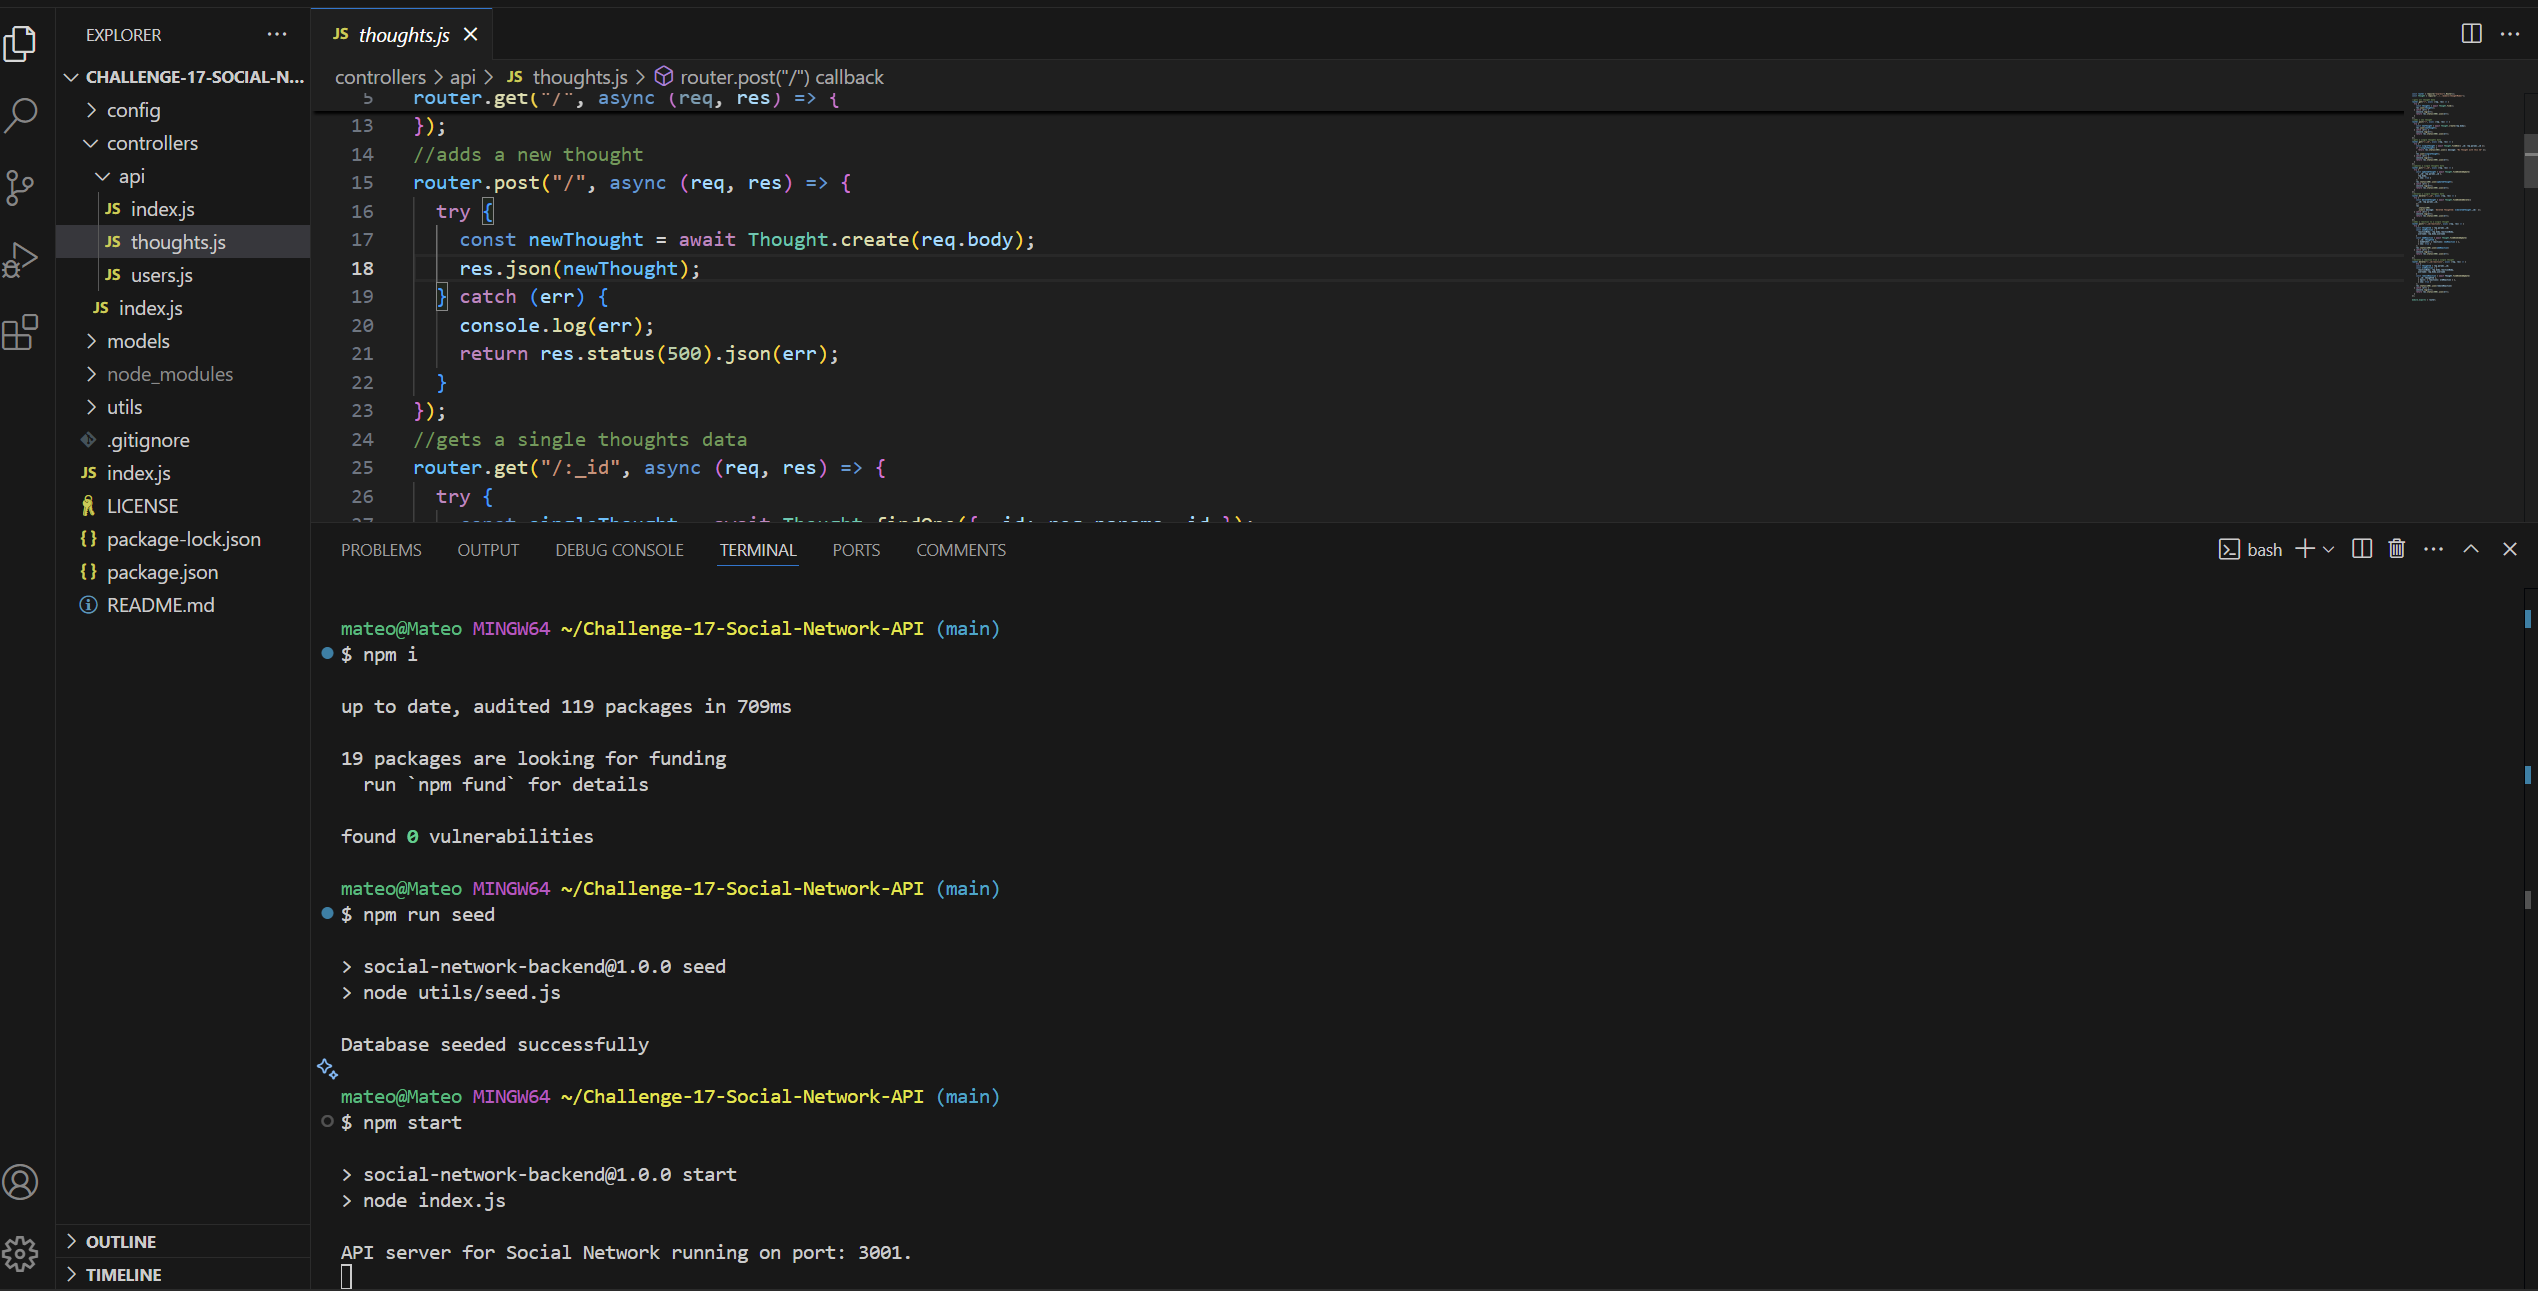 EXPLORER
CHALLENGE-17-SOCIAL-N...
config
controllers
api
JS index.js
JS thoughts.js
JS users.js
JS index.js
models
node_modules
utils
.gitignore
JS index.js
LICENSE
{} package-lock.json
{} package.json
README.md
OUTLINE
TIMELINE
JS thoughts.js
controllers > api > JS thoughts.js > router.post("/") callback
5 router.get("/", async (req, res) => {
13 });
14 //adds a new thought
15 router.post("/", async (req, res) => {
16 try {
17 const newThought = await Thought.create(req.body);
18 res.json(newThought);
19 } catch (err) {
20 console.log(err);
21 return res.status(500).json(err);
22 }
23 });
24 //gets a single thoughts data
25 router.get("/:_id", async (req, res) => {
26 try {
27 const singleThought = await Thought.findOne({ _id: req.params._id });
PROBLEMS OUTPUT DEBUG CONSOLE TERMINAL PORTS COMMENTS
bash
mateo@Mateo MINGW64 ~/Challenge-17-Social-Network-API (main)
$ npm i
up to date, audited 119 packages in 709ms
19 packages are looking for funding
run `npm fund` for details
found 0 vulnerabilities
mateo@Mateo MINGW64 ~/Challenge-17-Social-Network-API (main)
$ npm run seed
> social-network-backend@1.0.0 seed
> node utils/seed.js
Database seeded successfully
mateo@Mateo MINGW64 ~/Challenge-17-Social-Network-API (main)
$ npm start
> social-network-backend@1.0.0 start
> node index.js
API server for Social Network running on port: 3001.